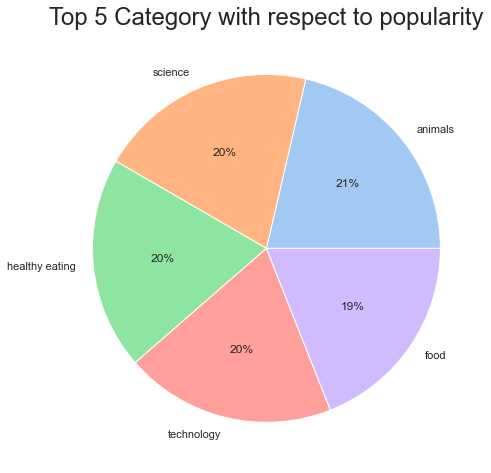 Top 5 Category with respect to popularity
science
animals
20%
21%
healthy eating
20%
19%
20%
food
technology